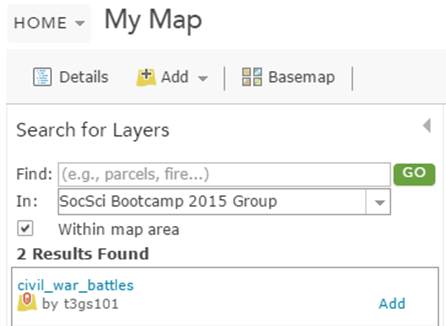 HOME My Map
Details Add Basemap
Search for Layers
Find: (e.g., parcels, fire...) GO
In: SocSci Bootcamp 2015 Group
Within map area
2 Results Found
civil_war_battles
by t3gs101 Add